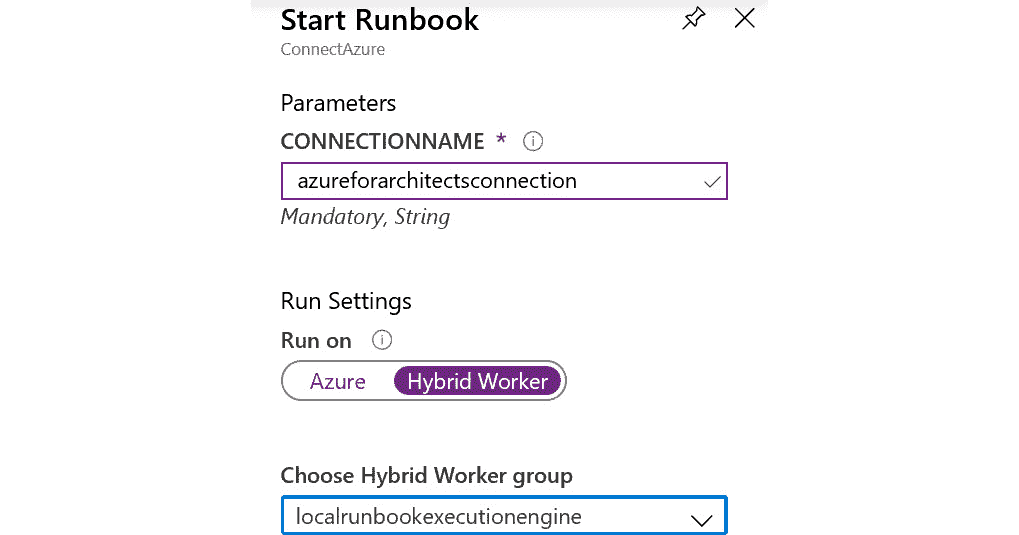 Start Runbook
ConnectAzure
Parameters
CONNECTIONNAME *
azureforarchitectsconnection
Mandatory, String
Run Settings
Run on
Azure Hybrid Worker
Choose Hybrid Worker group
localrunbookexecutionengine